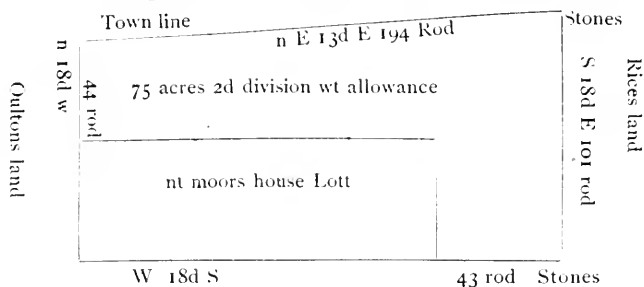 Town line
Stones
n E 13d E 194 Rod
n 18d w
44 rod
75 acres 2d division wt allowance
Oultons land
S 18d E 101 rod
Rices land
nt moors house Lott
W 18d S
43 rod Stones